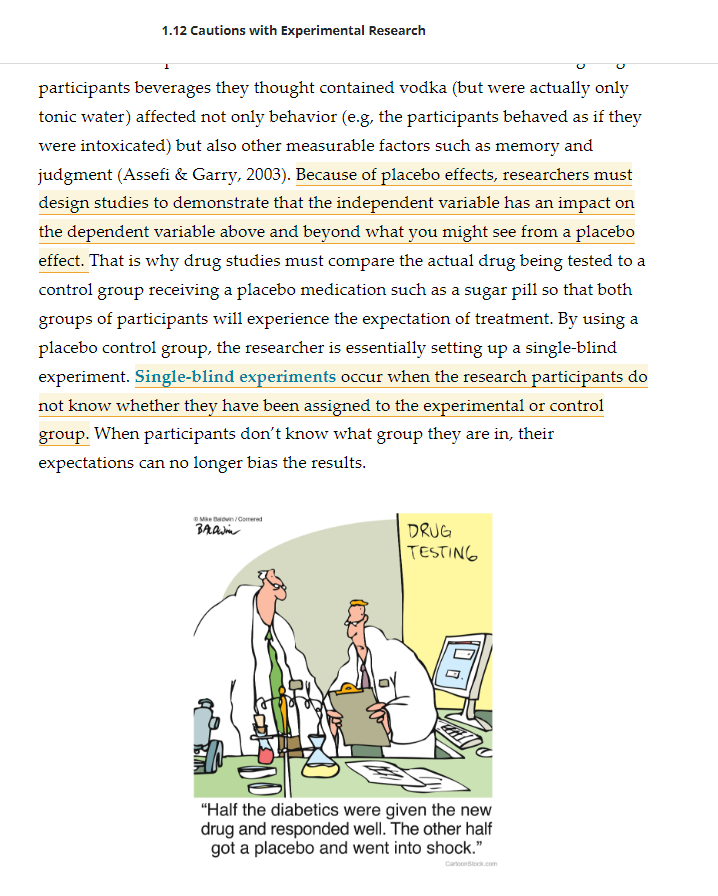 1.12 Cautions with Experimental Research
participants beverages they thought contained vodka (but were actually only
tonic water) affected not only behavior (e.g, the participants behaved as if they
were intoxicated) but also other measurable factors such as memory and
judgment (Assefi & Garry, 2003). Because of placebo effects, researchers must
design studies to demonstrate that the independent variable has an impact on
the dependent variable above and beyond what you might see from a placebo
effect. That is why drug studies must compare the actual drug being tested to a
control group receiving a placebo medication such as a sugar pill so that both
groups of participants will experience the expectation of treatment. By using a
placebo control group, the researcher is essentially setting up a single-blind
experiment. Single-blind experiments occur when the research participants do
not know whether they have been assigned to the experimental or control
group. When participants don’t know what group they are in, their
expectations can no longer bias the results.
© Mike Baldwin / Cornered
BALDWIN
DRUG
TESTING
“Half the diabetics were given the new
drug and responded well. The other half
got a placebo and went into shock.”
CartoonStock.com